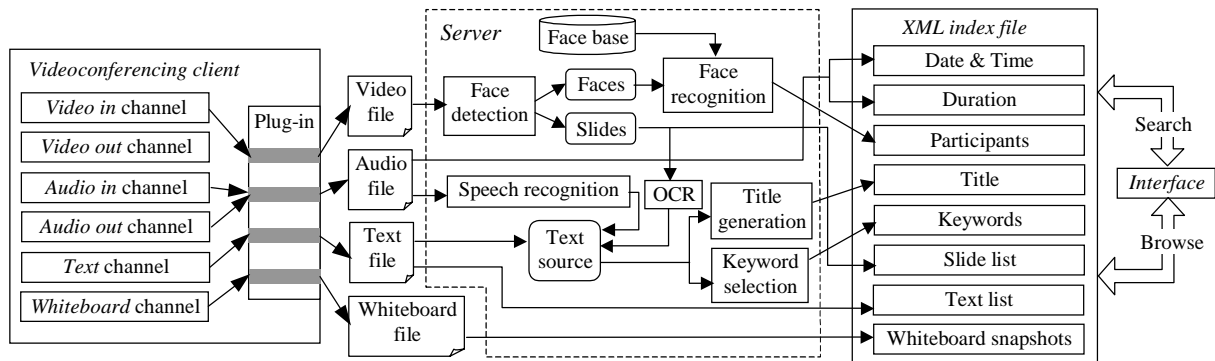 Videoconferencing client
Video in channel
Video out channel
Audio in channel
Audio out channel
Text channel
Whiteboard channel
Plug-in
Video
file
Audio
file
Text
file
Whiteboard
file
Server
Face base
Face
detection
Faces
Slides
Face
recognition
Speech recognition
OCR
Text
source
Title
generation
Keyword
selection
XML index file
Date & Time
Duration
Participants
Title
Keywords
Slide list
Text list
Whiteboard snapshots
Search
Interface
Browse